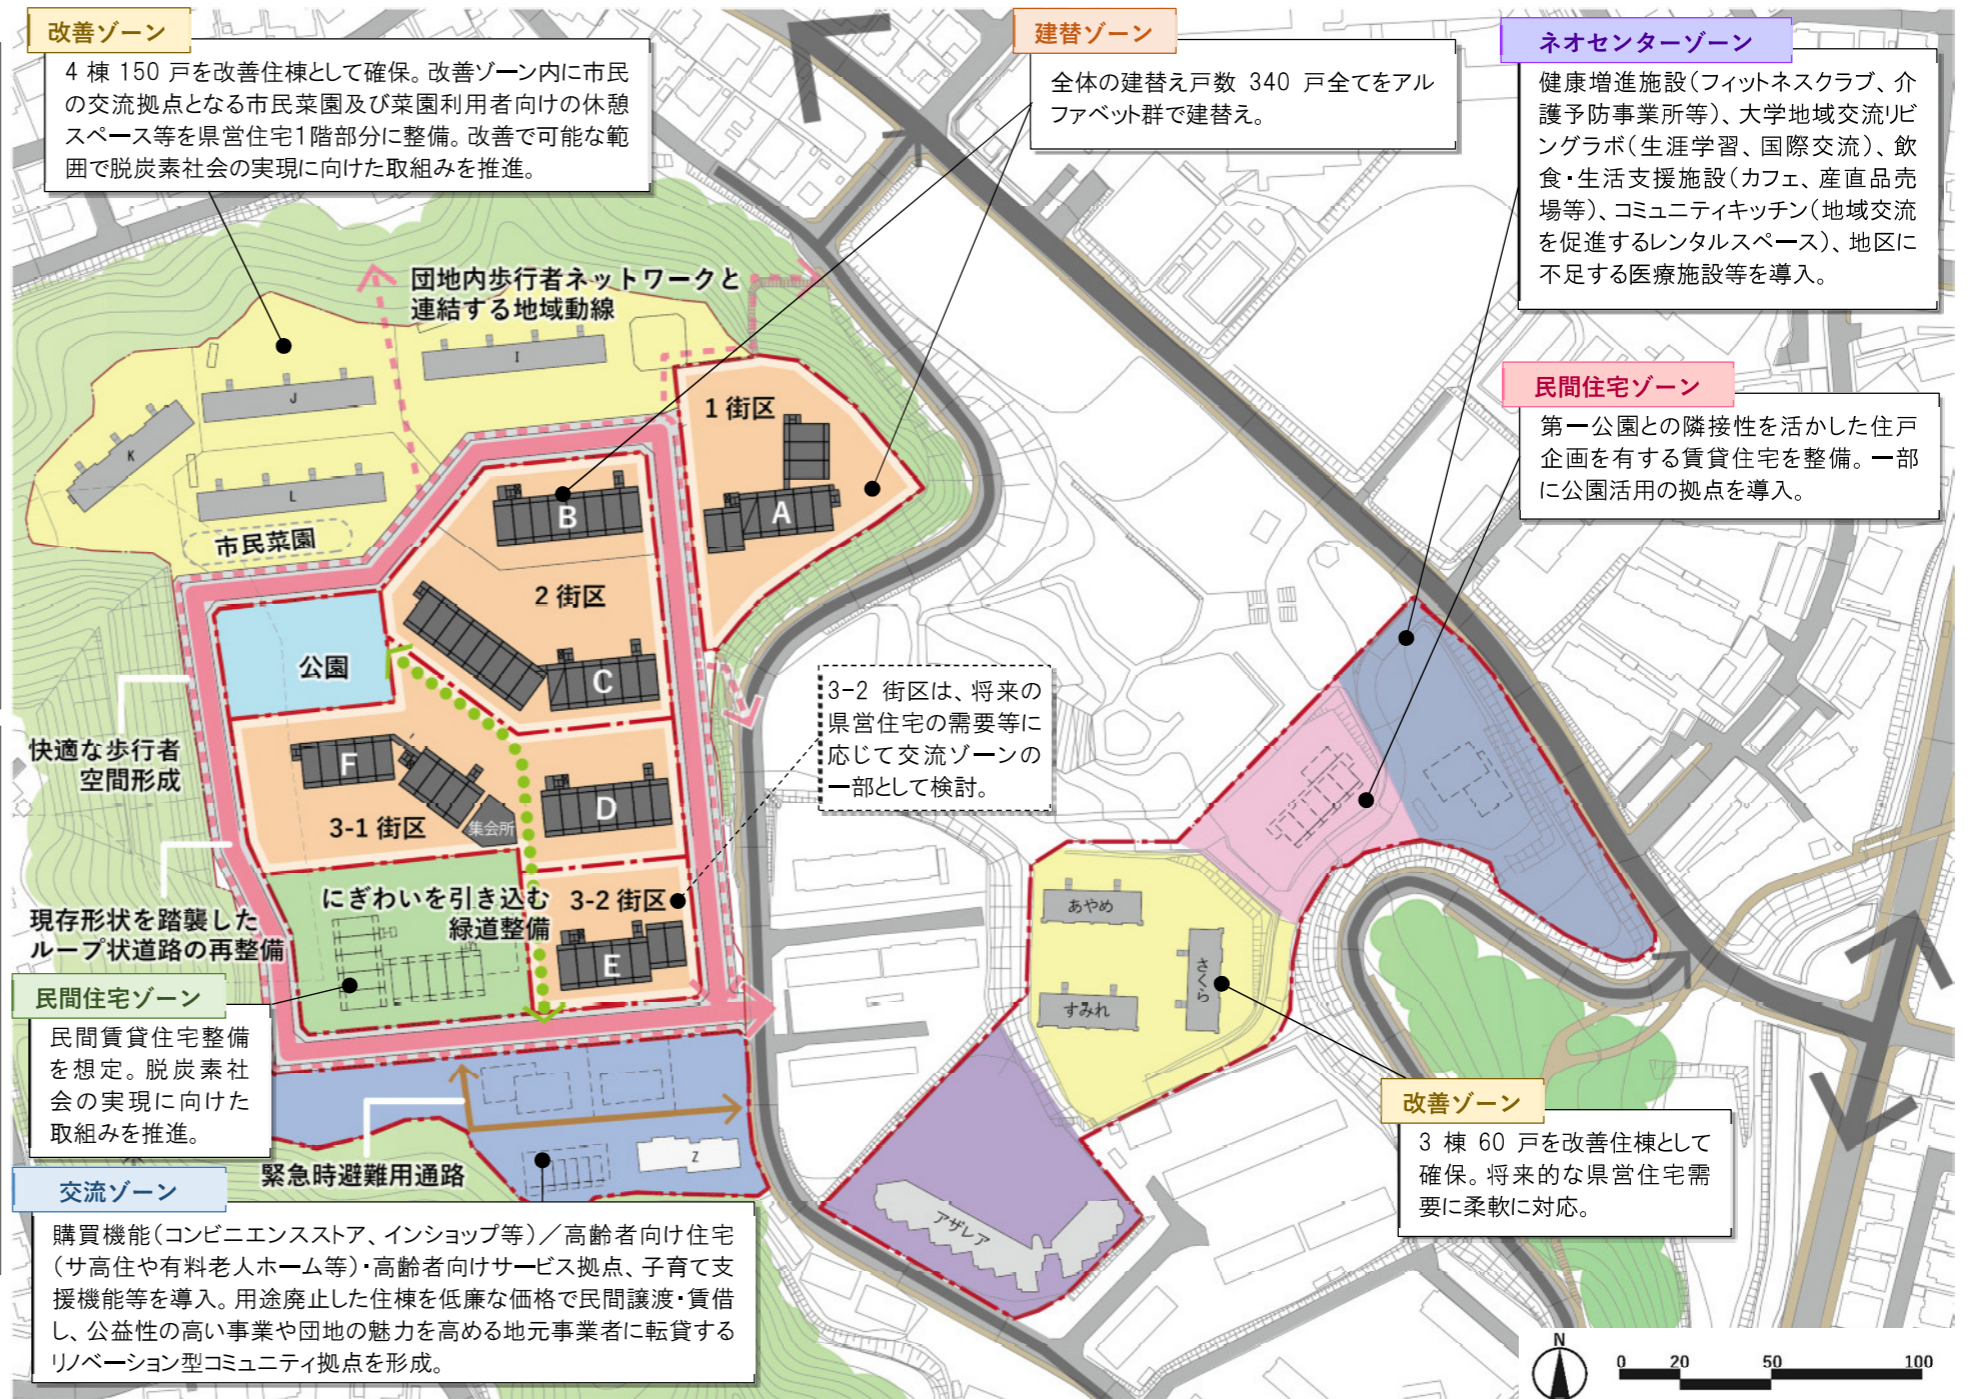 改善ゾーン
4 棟 150 戸を改善住棟として確保。改善ゾーン内に市民
の交流拠点となる市民菜園及び菜園利用者向けの休憩
スペース等を県営住宅1階部分に整備。改善で可能な範
囲で脱炭素社会の実現に向けた取組みを推進。
建替ゾーン
全体の建替え戸数 340 戸全てをアル
ファベット群で建替え。
ネオセンターゾーン
健康増進施設(フィットネスクラブ、介
護予防事業所等)、大学地域交流リビ
ングラボ(生涯学習、国際交流)、飲
食・生活支援施設(カフェ、産直品売
場等)、コミュニティキッチン(地域交流
を促進するレンタルスペース)、地区に
不足する医療施設等を導入。
民間住宅ゾーン
第一公園との隣接性を活かした住戸
企画を有する賃貸住宅を整備。一部
に公園活用の拠点を導入。
団地内歩行者ネットワークと
連結する地域動線
I
J
K
L
市民菜園
1 街区
A
B
2 街区
C
公園
3-2 街区は、将来の
県営住宅の需要等に
応じて交流ゾーンの
一部として検討。
快適な歩行者
空間形成
F
3-1 街区
集会所
D
現存形状を踏襲した
ループ状道路の再整備
にぎわいを引き込む
緑道整備
3-2 街区
E
あやめ
さくら
すみれ
アザレア
民間住宅ゾーン
民間賃貸住宅整備
を想定。脱炭素社
会の実現に向けた
取組みを推進。
緊急時避難用通路
Z
改善ゾーン
3 棟 60 戸を改善住棟として
確保。将来的な県営住宅需
要に柔軟に対応。
交流ゾーン
購買機能(コンビニエンスストア、インショップ等)/高齢者向け住宅
(サ高住や有料老人ホーム等)・高齢者向けサービス拠点、子育て支
援機能等を導入。用途廃止した住棟を低廉な価格で民間譲渡・賃借
し、公益性の高い事業や団地の魅力を高める地元事業者に転貸する
リノベーション型コミュニティ拠点を形成。
N
0 20 50 100